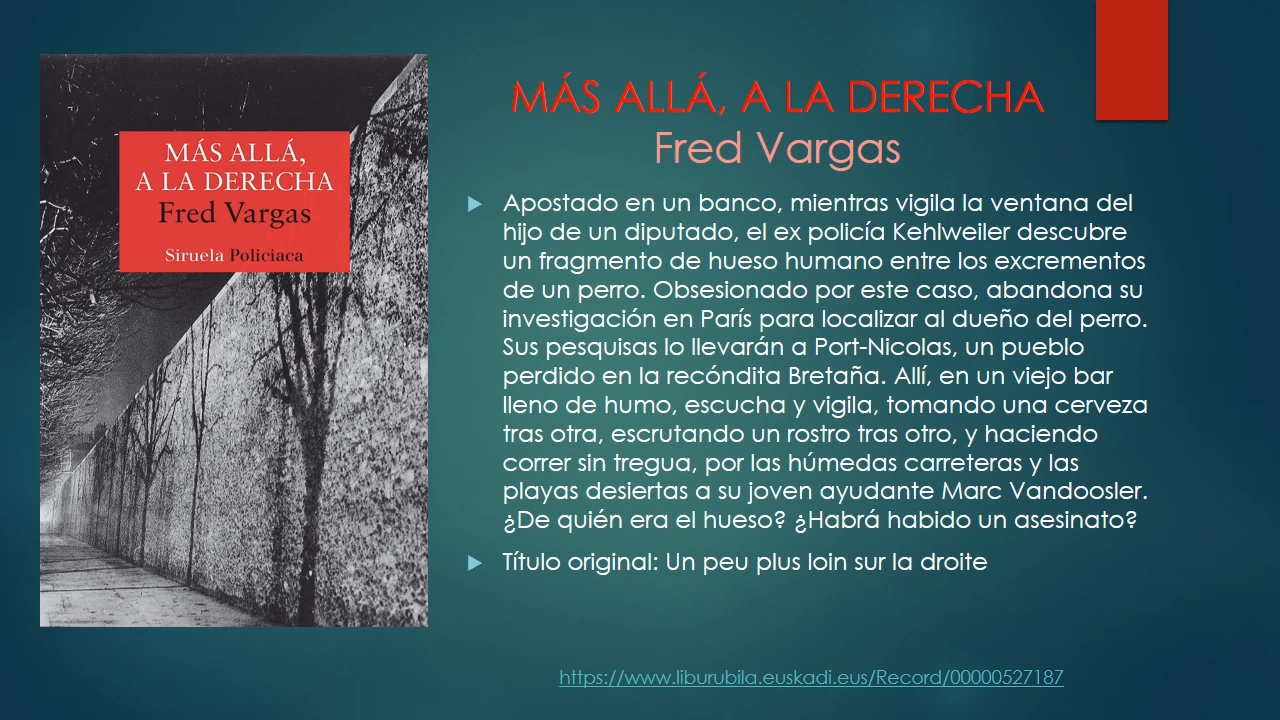 MÁS ALLÁ,
A LA DERECHA
Fred Vargas
Siruela Policiaca
MÁS ALLÁ, A LA DERECHA
Fred Vargas
Apostado en un banco, mientras vigila la ventana del
hijo de un diputado, el ex policía Kehlweiler descubre
un fragmento de hueso humano entre los excrementos
de un perro. Obsesionado por este caso, abandona su
investigación en París para localizar al dueño del perro.
Sus pesquisas lo llevarán a Port-Nicolas, un pueblo
perdido en la recóndita Bretaña. Allí, en un viejo bar
lleno de humo, escucha y vigila, tomando una cerveza
tras otra, escrutando un rostro tras otro, y haciendo
correr sin tregua, por las húmedas carreteras y las
playas desiertas a su joven ayudante Marc Vandoosler.
¿De quién era el hueso? ¿Habrá habido un asesinato?
Título original: Un peu plus loin sur la droite
https://www.liburubila.euskadi.eus/Record/00000527187